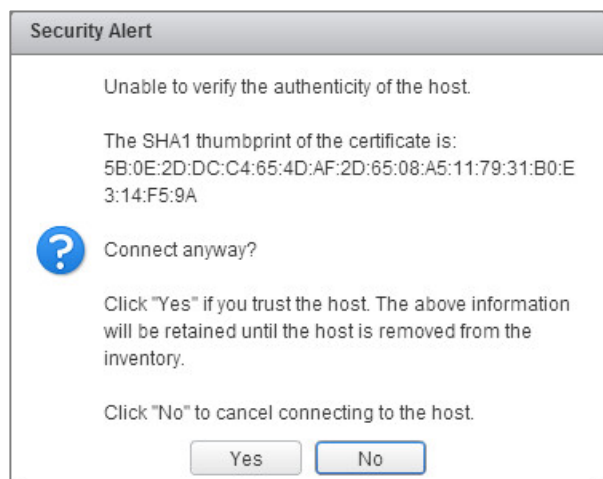 Security Alert
Unable to verify the authenticity of the host.
The SHA1 thumbprint of the certificate is:
5B:0E:2D:DC:C4:65:4D:AF:2D:65:08:A5:11:79:31:B0:E
3:14:F5:9A
Connect anyway?
Click "Yes" if you trust the host. The above information
will be retained until the host is removed from the
inventory.
Click "No" to cancel connecting to the host.
Yes
No